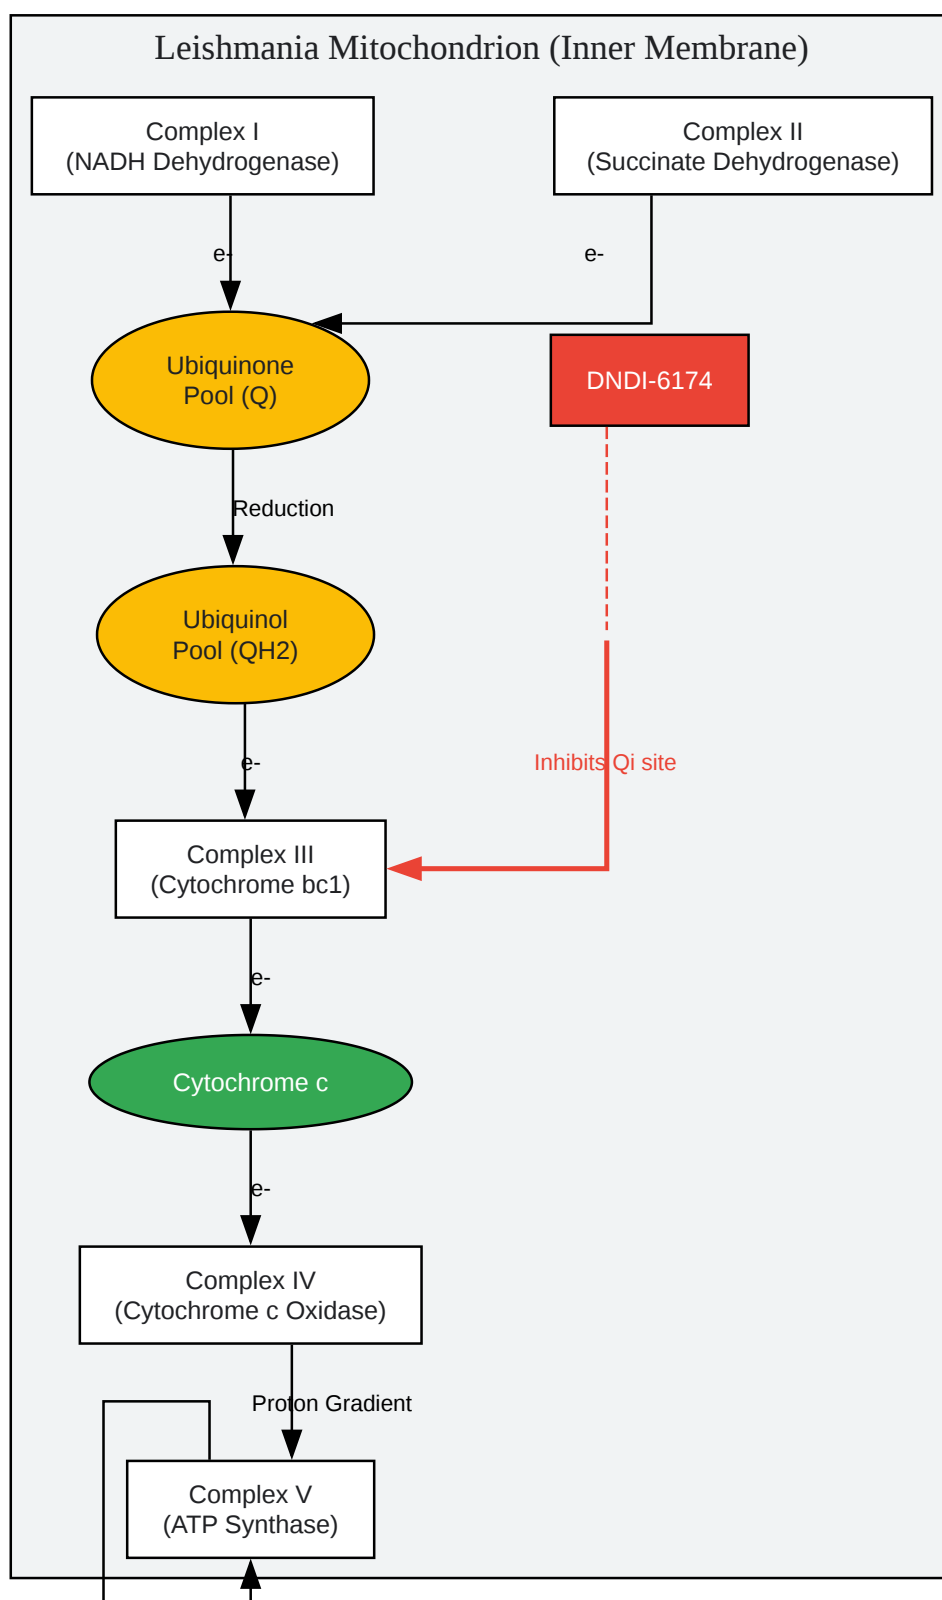 Leishmania Mitochondrion (Inner Membrane)
Complex I
(NADH Dehydrogenase)
Complex II
(Succinate Dehydrogenase)
e-
e-
Ubiquinone
Pool (Q)
DNDI-6174
Reduction
Ubiquinol
Pool (QH2)
e-
Inhibits Qi site
Complex III
(Cytochrome bc1)
e-
Cytochrome c
e-
Complex IV
(Cytochrome c Oxidase)
Proton Gradient
Complex V
(ATP Synthase)